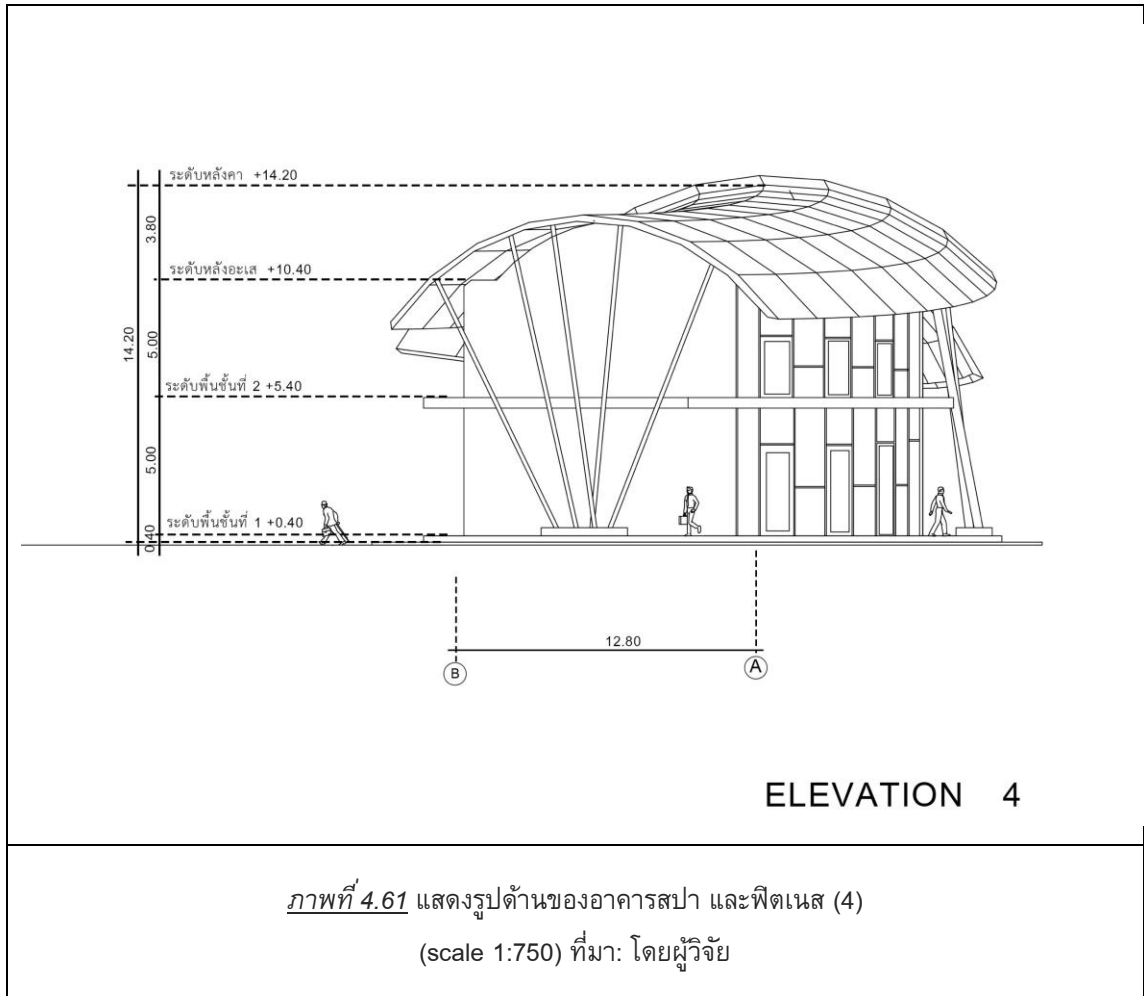 ระดับหลังคา +14.20
3.80
ระดับหลังอะเส +10.40
14.20
5.00
ระดับพื้นชั้นที่ 2 +5.40
5.00
ระดับพื้นชั้นที่ 1 +0.40
0.40
12.80
B
A
ELEVATION 4
ภาพที่ 4.61 แสดงรูปด้านของอาคารสปา และฟิตเนส (4)
(scale 1:750) ที่มา: โดยผู้วิจัย